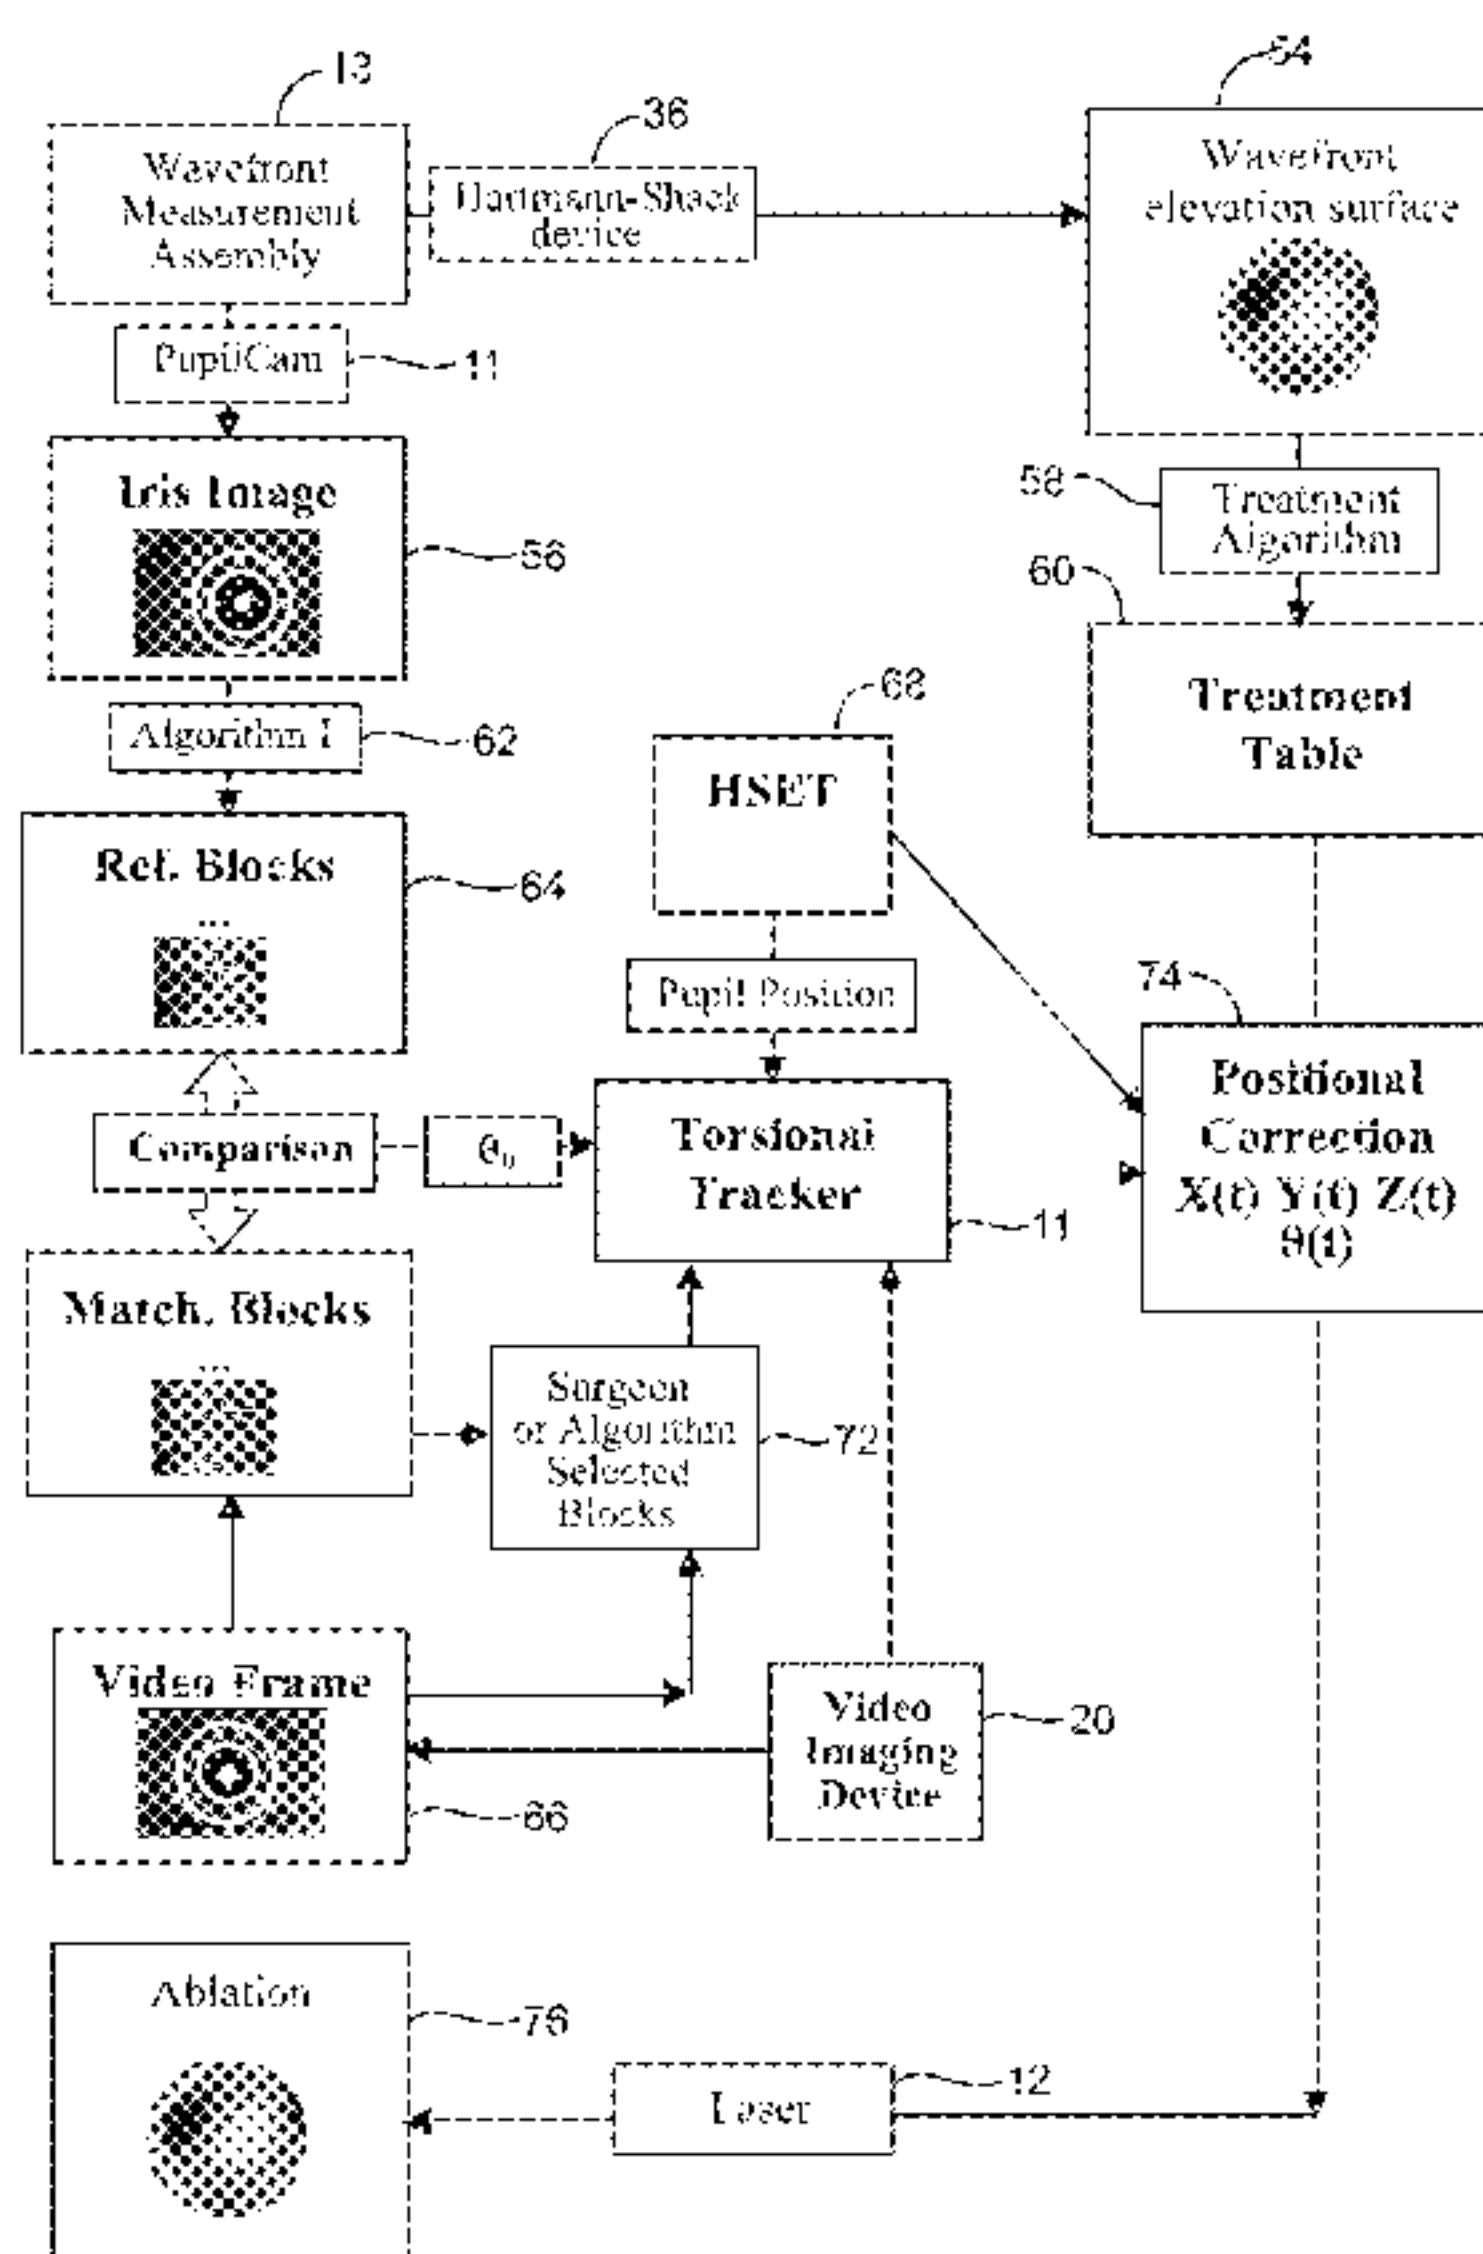 13
54
36
Wavefront
Measurement
Assembly
Hartmann-Shack
device
Wavefront
elevation surface
PupilCam
11
Iris Image
56
58
Treatment
Algorithm
60
Treatment
Table
Algorithm I
62
68
HSET
Ref. Blocks
...
64
Pupil Position
74
Positional
Correction
X(t) Y(t) Z(t)
θ(t)
Comparison
θ₀
Torsional
Tracker
11
Match. Blocks
...
Surgeon
or Algorithm
Selected
Blocks
72
Video Frame
66
Video
Imaging
Device
20
Ablation
76
Laser
12